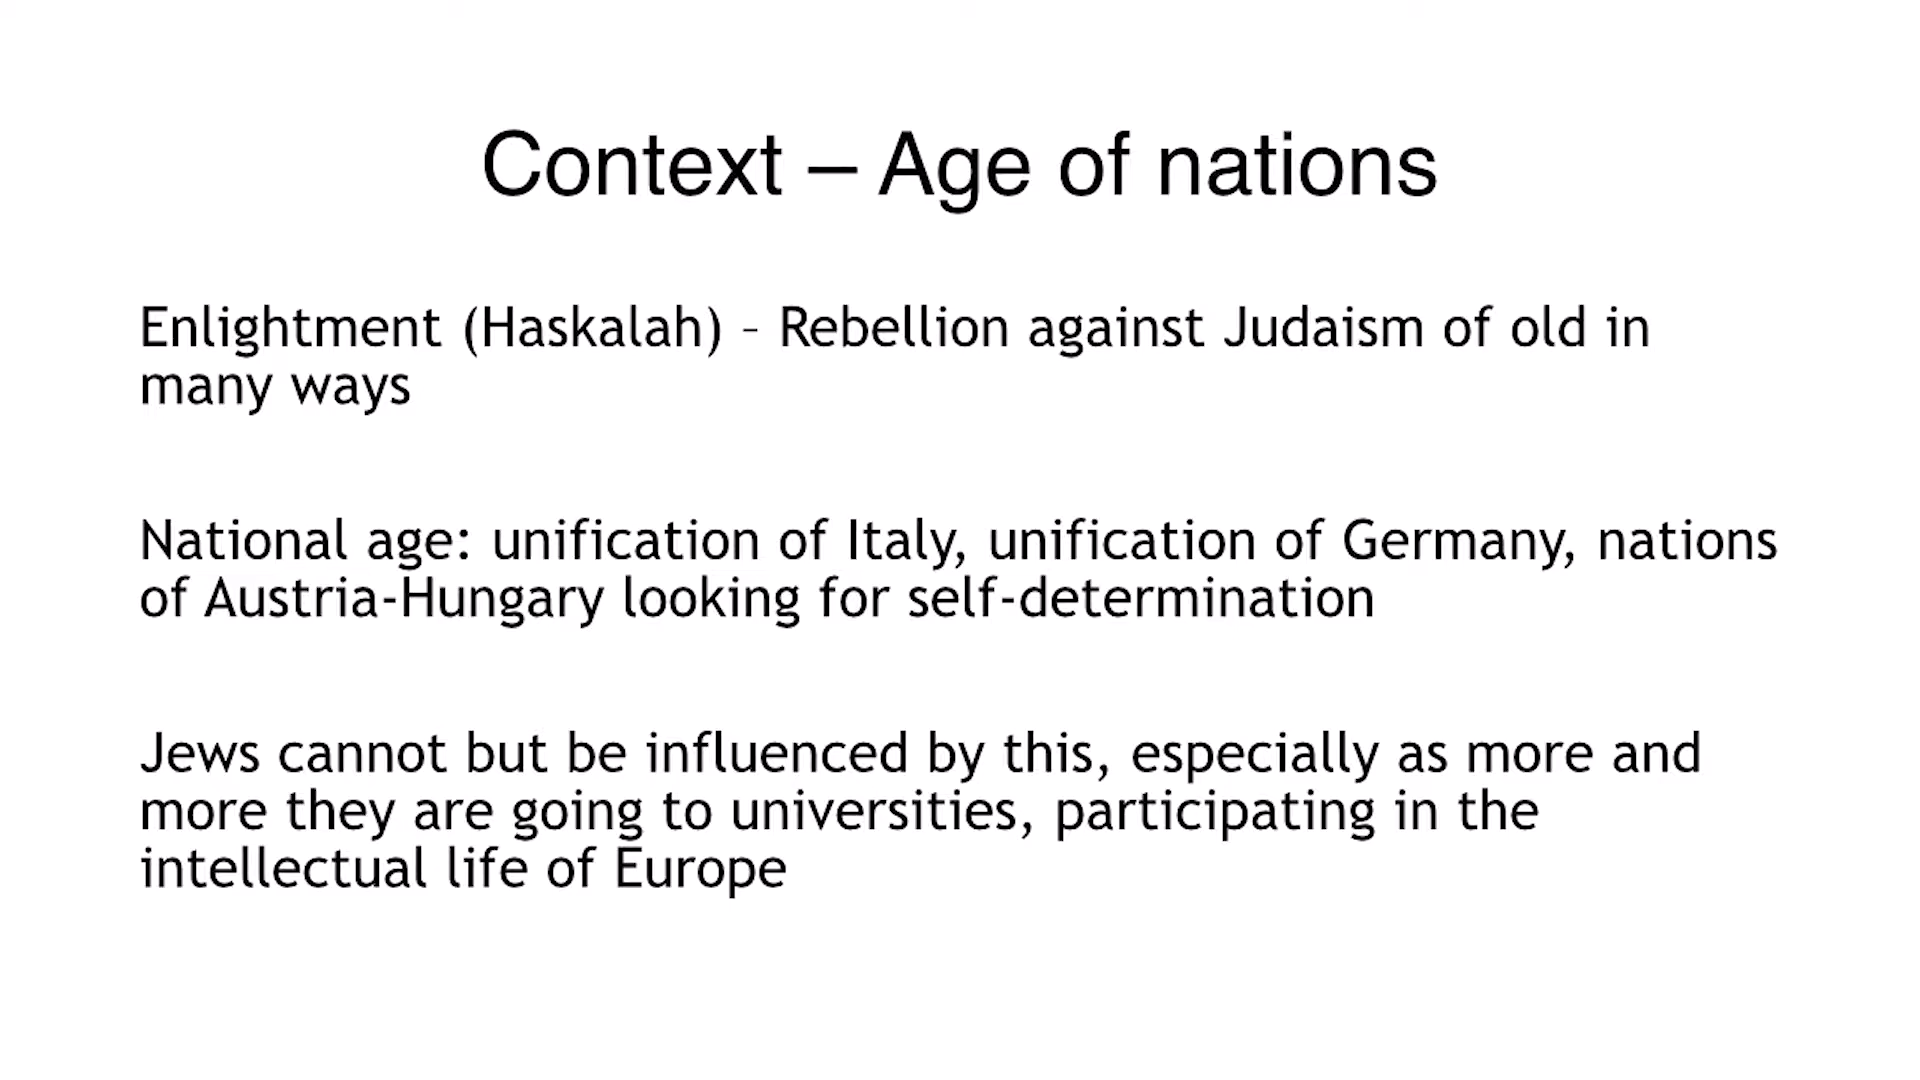 Context – Age of nations
Enlightment (Haskalah) – Rebellion against Judaism of old in
many ways
National age: unification of Italy, unification of Germany, nations
of Austria-Hungary looking for self-determination
Jews cannot but be influenced by this, especially as more and
more they are going to universities, participating in the
intellectual life of Europe